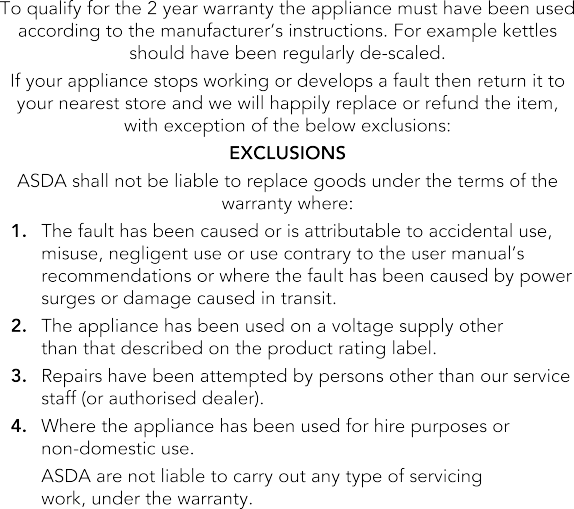 To qualify for the 2 year warranty the appliance must have been used
according to the manufacturer's instructions. For example kettles
should have been regularly de-scaled.
If your appliance stops working or develops a fault then return it to
your nearest store and we will happily replace or refund the item,
with exception of the below exclusions:
EXCLUSIONS
ASDA shall not be liable to replace goods under the terms of the
warranty where:
1. The fault has been caused or is attributable to accidental use,
misuse, negligent use or use contrary to the user manual's
recommendations or where the fault has been caused by power
surges or damage caused in transit.
2. The appliance has been used on a voltage supply other
than that described on the product rating label.
3. Repairs have been attempted by persons other than our service
staff (or authorised dealer).
4. Where the appliance has been used for hire purposes or
non-domestic use.
ASDA are not liable to carry out any type of servicing
work, under the warranty.